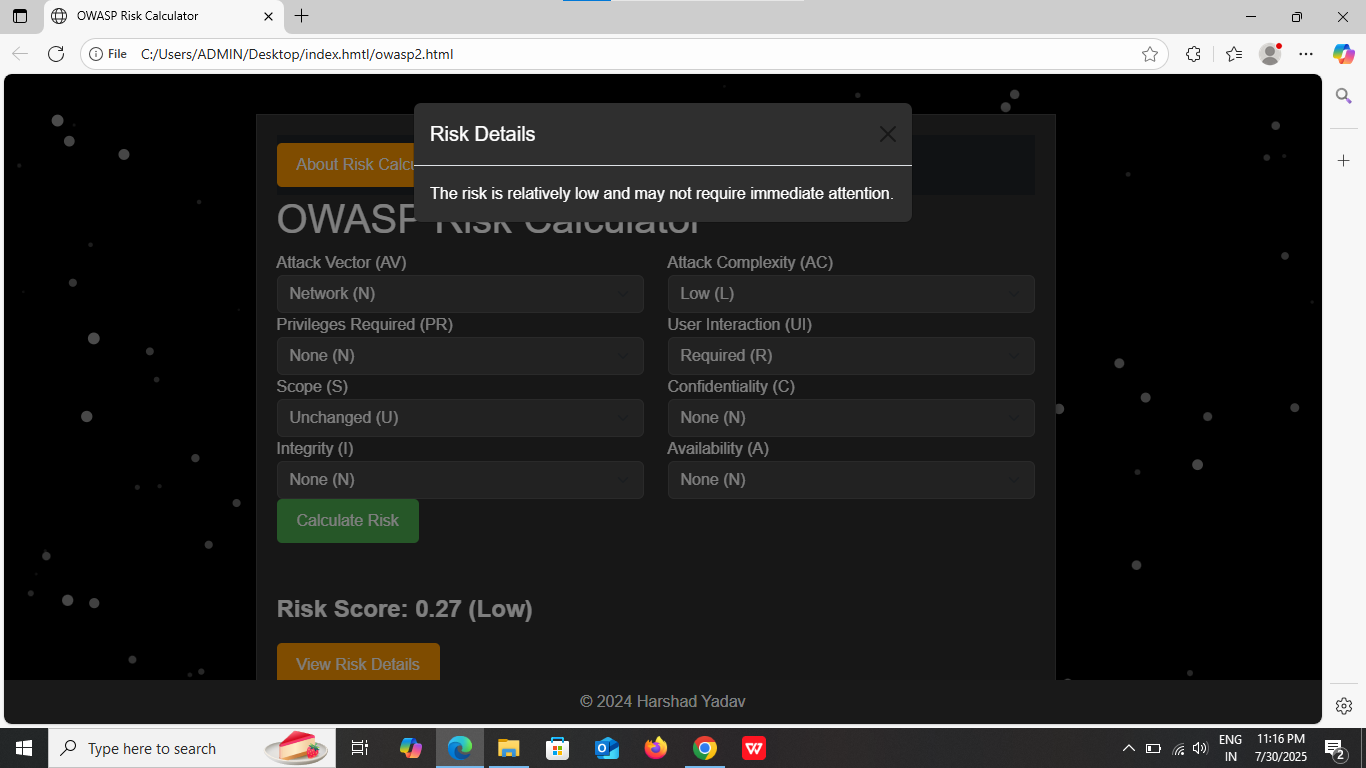 OWASP Risk Calculator
File C:/Users/ADMIN/Desktop/index.hmtl/owasp2.html
Risk Details
About Risk Calcu
The risk is relatively low and may not require immediate attention.
OWASP Risk Calculator
Attack Vector (AV) Attack Complexity (AC)
Network (N) Low (L)
Privileges Required (PR) User Interaction (UI)
None (N) Required (R)
Scope (S) Confidentiality (C)
Unchanged (U) None (N)
Integrity (I) Availability (A)
None (N) None (N)
Calculate Risk
Risk Score: 0.27 (Low)
View Risk Details
© 2024 Harshad Yadav
Type here to search
ENG
IN
11:16 PM
7/30/2025
2